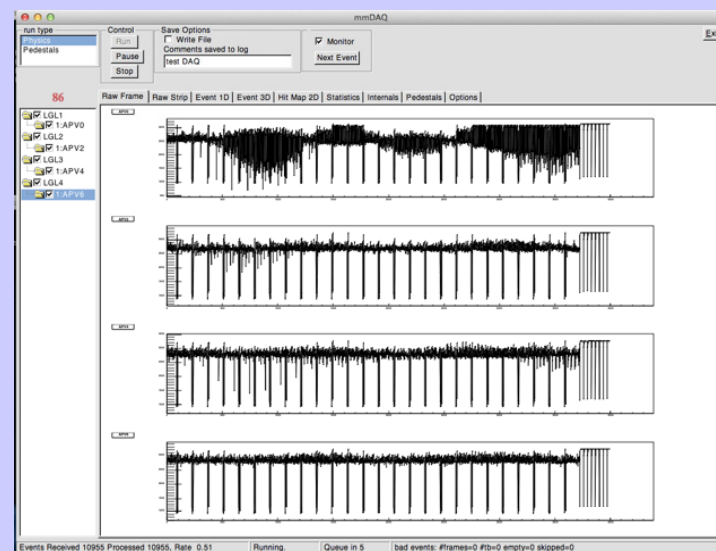 mmDAQ
run type
Physics
Pedestals
Control
Run
Pause
Stop
Save Options
Write File
Comments saved to log
test DAQ
Monitor
Next Event
86
Raw Frame Raw Strip Event 1D Event 3D Hit Map 2D Statistics Internals Pedestals Options
LGL1
1:APV0
LGL2
1:APV2
LGL3
1:APV4
LGL4
1:APV6
Events Received 10955 Processed 10955, Rate 0.51 Running. Queue in 5 bad events: #frames=0 #tb=0 empty=0 skipped=0